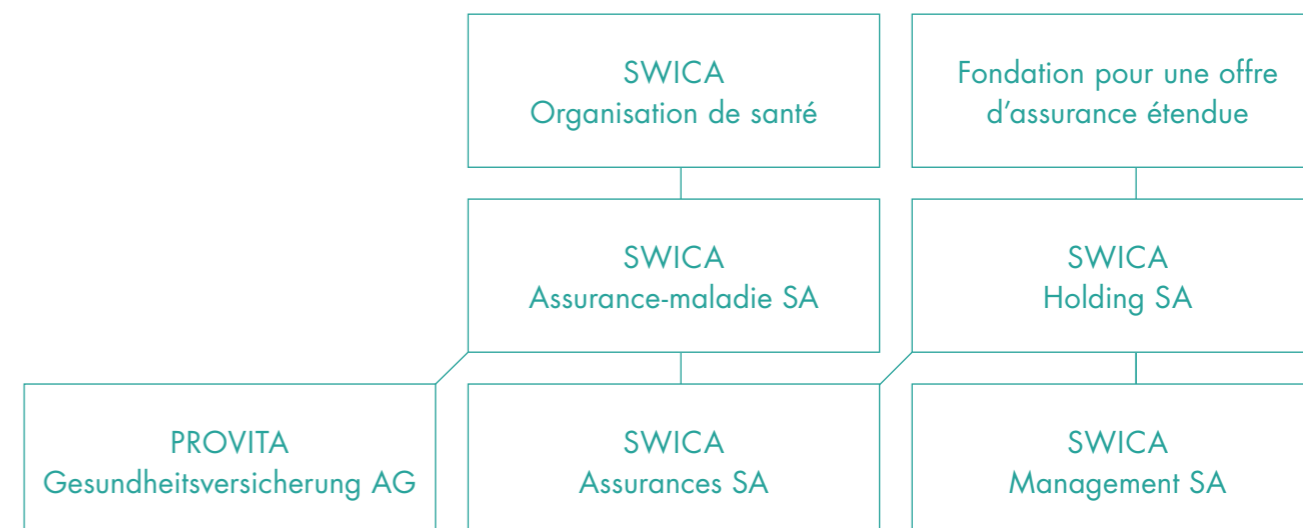 SWICA
Organisation de santé
Fondation pour une offre
d’assurance étendue
SWICA
Assurance-maladie SA
SWICA
Holding SA
PROVITA
Gesundheitsversicherung AG
SWICA
Assurances SA
SWICA
Management SA